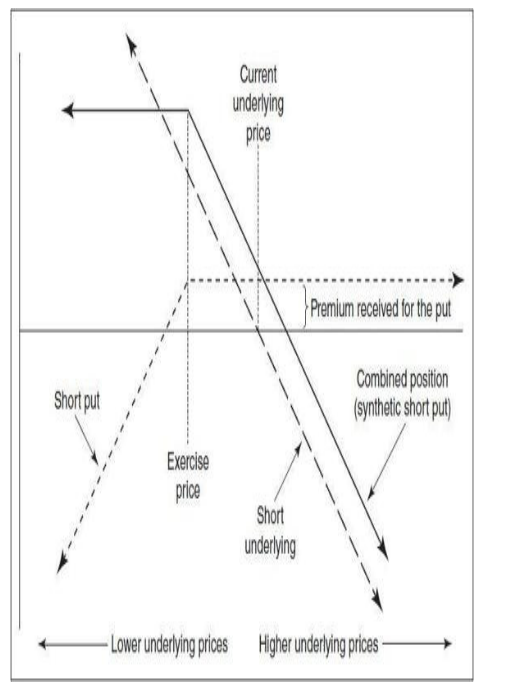 Current
underlying
price
Premium received for the put
Combined position
(synthetic short put)
Short put
Exercise
price
Short
underlying
Lower underlying prices
Higher underlying prices